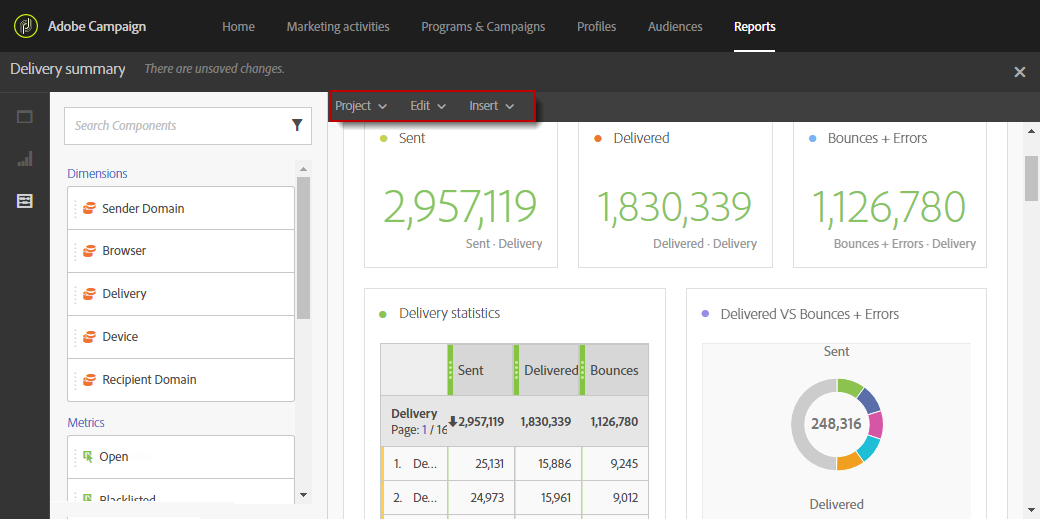 Adobe Campaign
Home
Marketing activities
Programs & Campaigns
Profiles
Audiences
Reports
Delivery summary
There are unsaved changes.
Project
Edit
Insert
Search Components
Dimensions
Sender Domain
Browser
Delivery
Device
Recipient Domain
Metrics
Open
Blacklisted
Sent
2,957,119
Sent · Delivery
Delivered
1,830,339
Delivered · Delivery
Bounces + Errors
1,126,780
Bounces + Errors · Delivery
Delivery statistics
Sent
Delivered
Bounces
Delivery
Page: 1 / 16
2,957,119
1,830,339
1,126,780
1. De...
25,131
15,886
9,245
2. De...
24,973
15,961
9,012
Delivered VS Bounces + Errors
Sent
248,316
Delivered